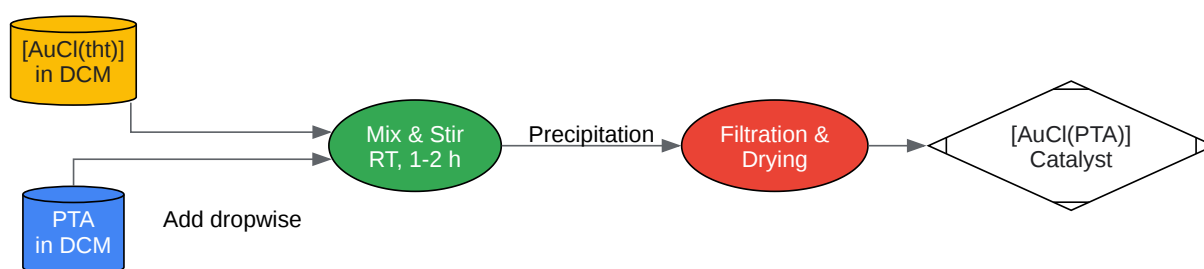 [AuCl(tht)]
in DCM
Mix & Stir
RT, 1-2 h
Precipitation
Filtration &
Drying
[AuCl(PTA)]
Catalyst
PTA
in DCM
Add dropwise